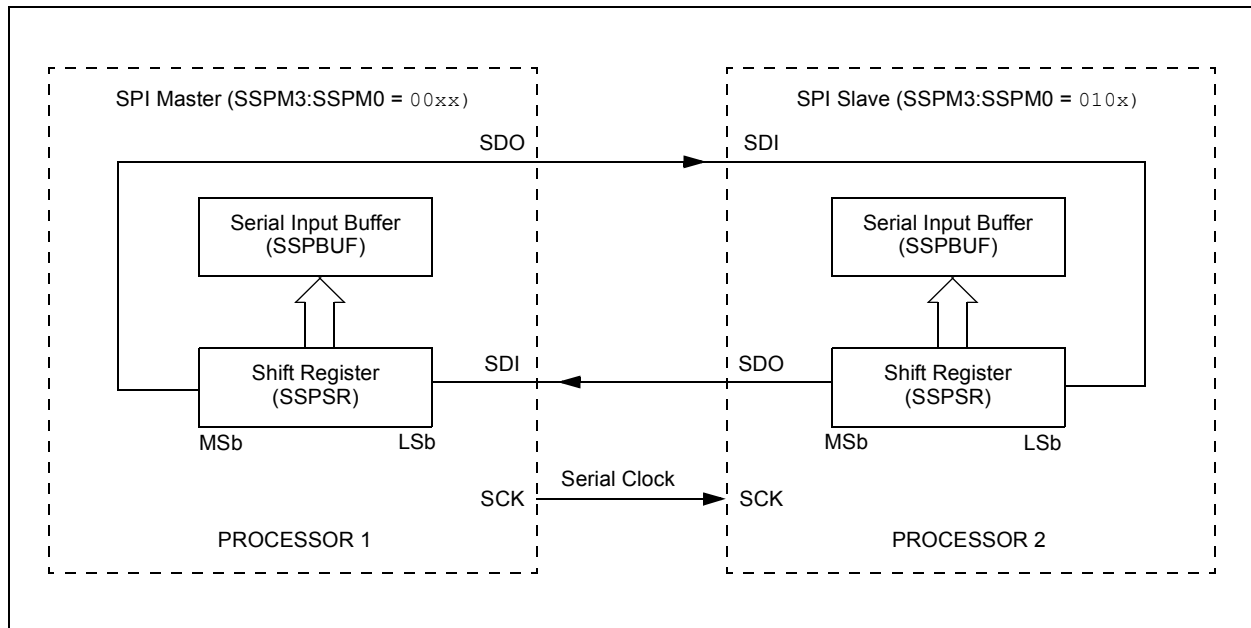 SPI Master (SSPM3:SSPM0 = 00xx)
SDO
Serial Input Buffer
(SSPBUF)
Shift Register
(SSPSR)
MSb
LSb
SDI
SCK
PROCESSOR 1
Serial Clock
SPI Slave (SSPM3:SSPM0 = 010x)
SDI
Serial Input Buffer
(SSPBUF)
SDO
Shift Register
(SSPSR)
MSb
LSb
SCK
PROCESSOR 2